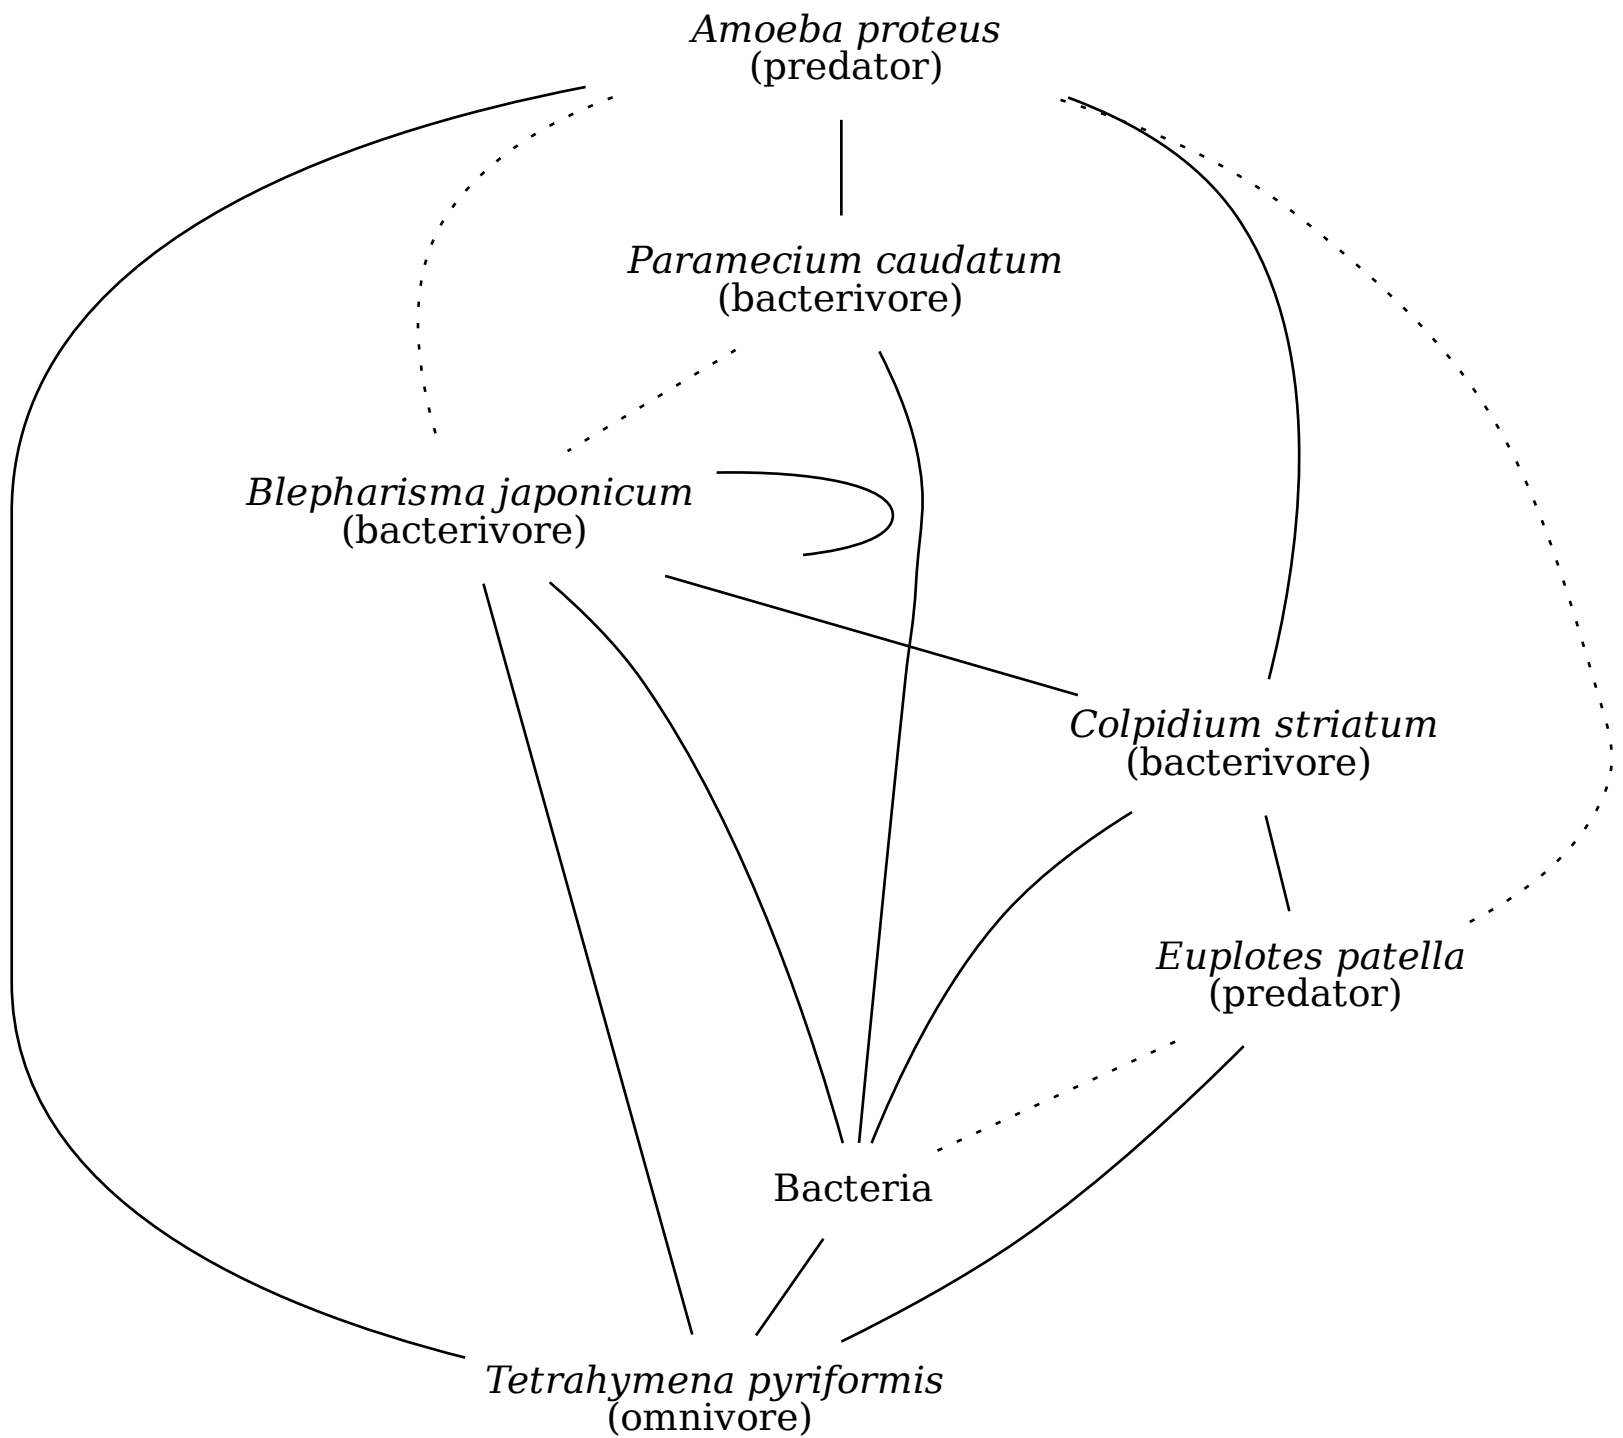 Amoeba proteus
(predator)
Paramecium caudatum
(bacterivore)
Blepharisma japonicum
(bacterivore)
Colpidium striatum
(bacterivore)
Euplotes patella
(predator)
Bacteria
Tetrahymena pyriformis
(omnivore)